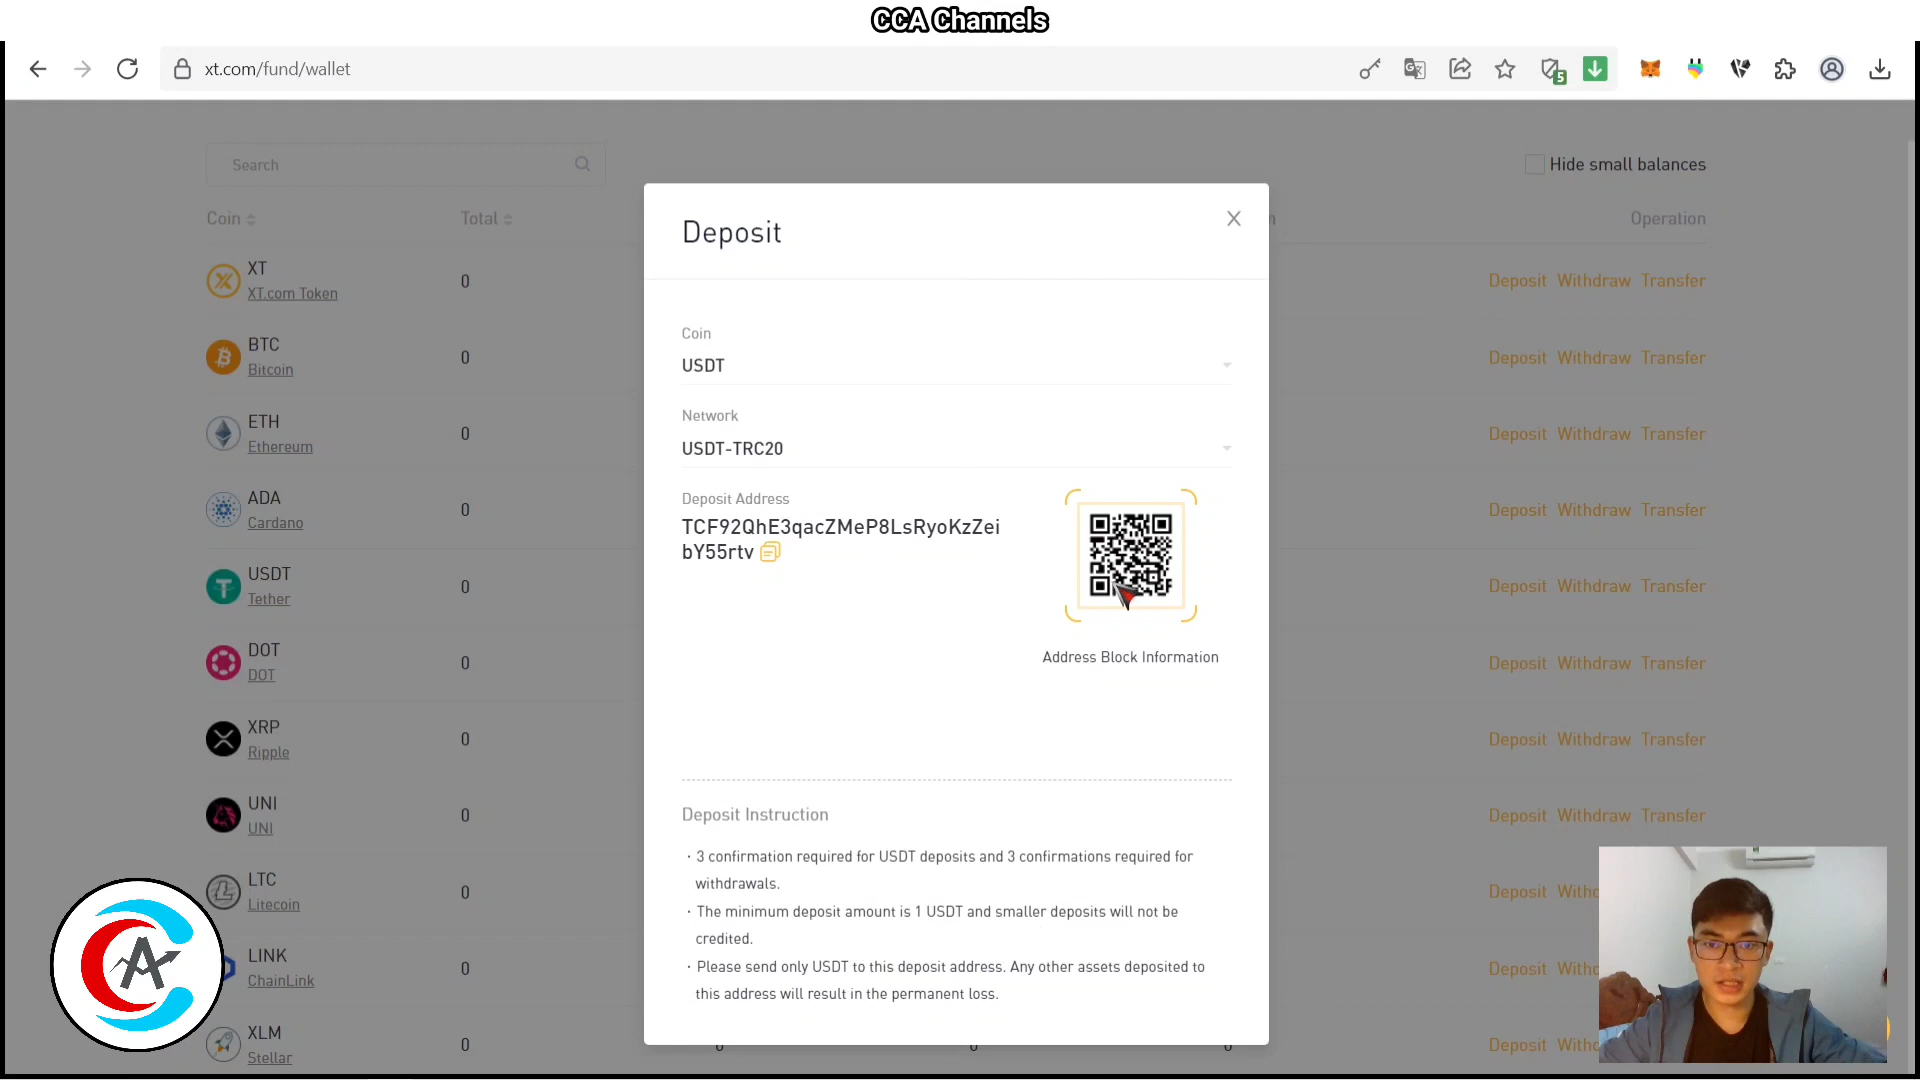 CCA Channels
xt.com/fund/wallet
5
Search
Hide small balances
Coin
Total
Operation
XT
XT.com Token
0
Deposit Withdraw Transfer
BTC
Bitcoin
0
Deposit Withdraw Transfer
ETH
Ethereum
0
Deposit Withdraw Transfer
ADA
Cardano
0
Deposit Withdraw Transfer
USDT
Tether
0
Deposit Withdraw Transfer
DOT
DOT
0
Deposit Withdraw Transfer
XRP
Ripple
0
Deposit Withdraw Transfer
UNI
UNI
0
Deposit Withdraw Transfer
LTC
Litecoin
0
Deposit
LINK
ChainLink
0
Deposit
XLM
Stellar
0
Deposit
Deposit
Coin
USDT
Network
USDT-TRC20
Deposit Address
TCF92QhE3qacZMeP8LsRyoKzZei
bY55rtv
Address Block Information
Deposit Instruction
· 3 confirmation required for USDT deposits and 3 confirmations required for
withdrawals.
· The minimum deposit amount is 1 USDT and smaller deposits will not be
credited.
· Please send only USDT to this deposit address. Any other assets deposited to
this address will result in the permanent loss.